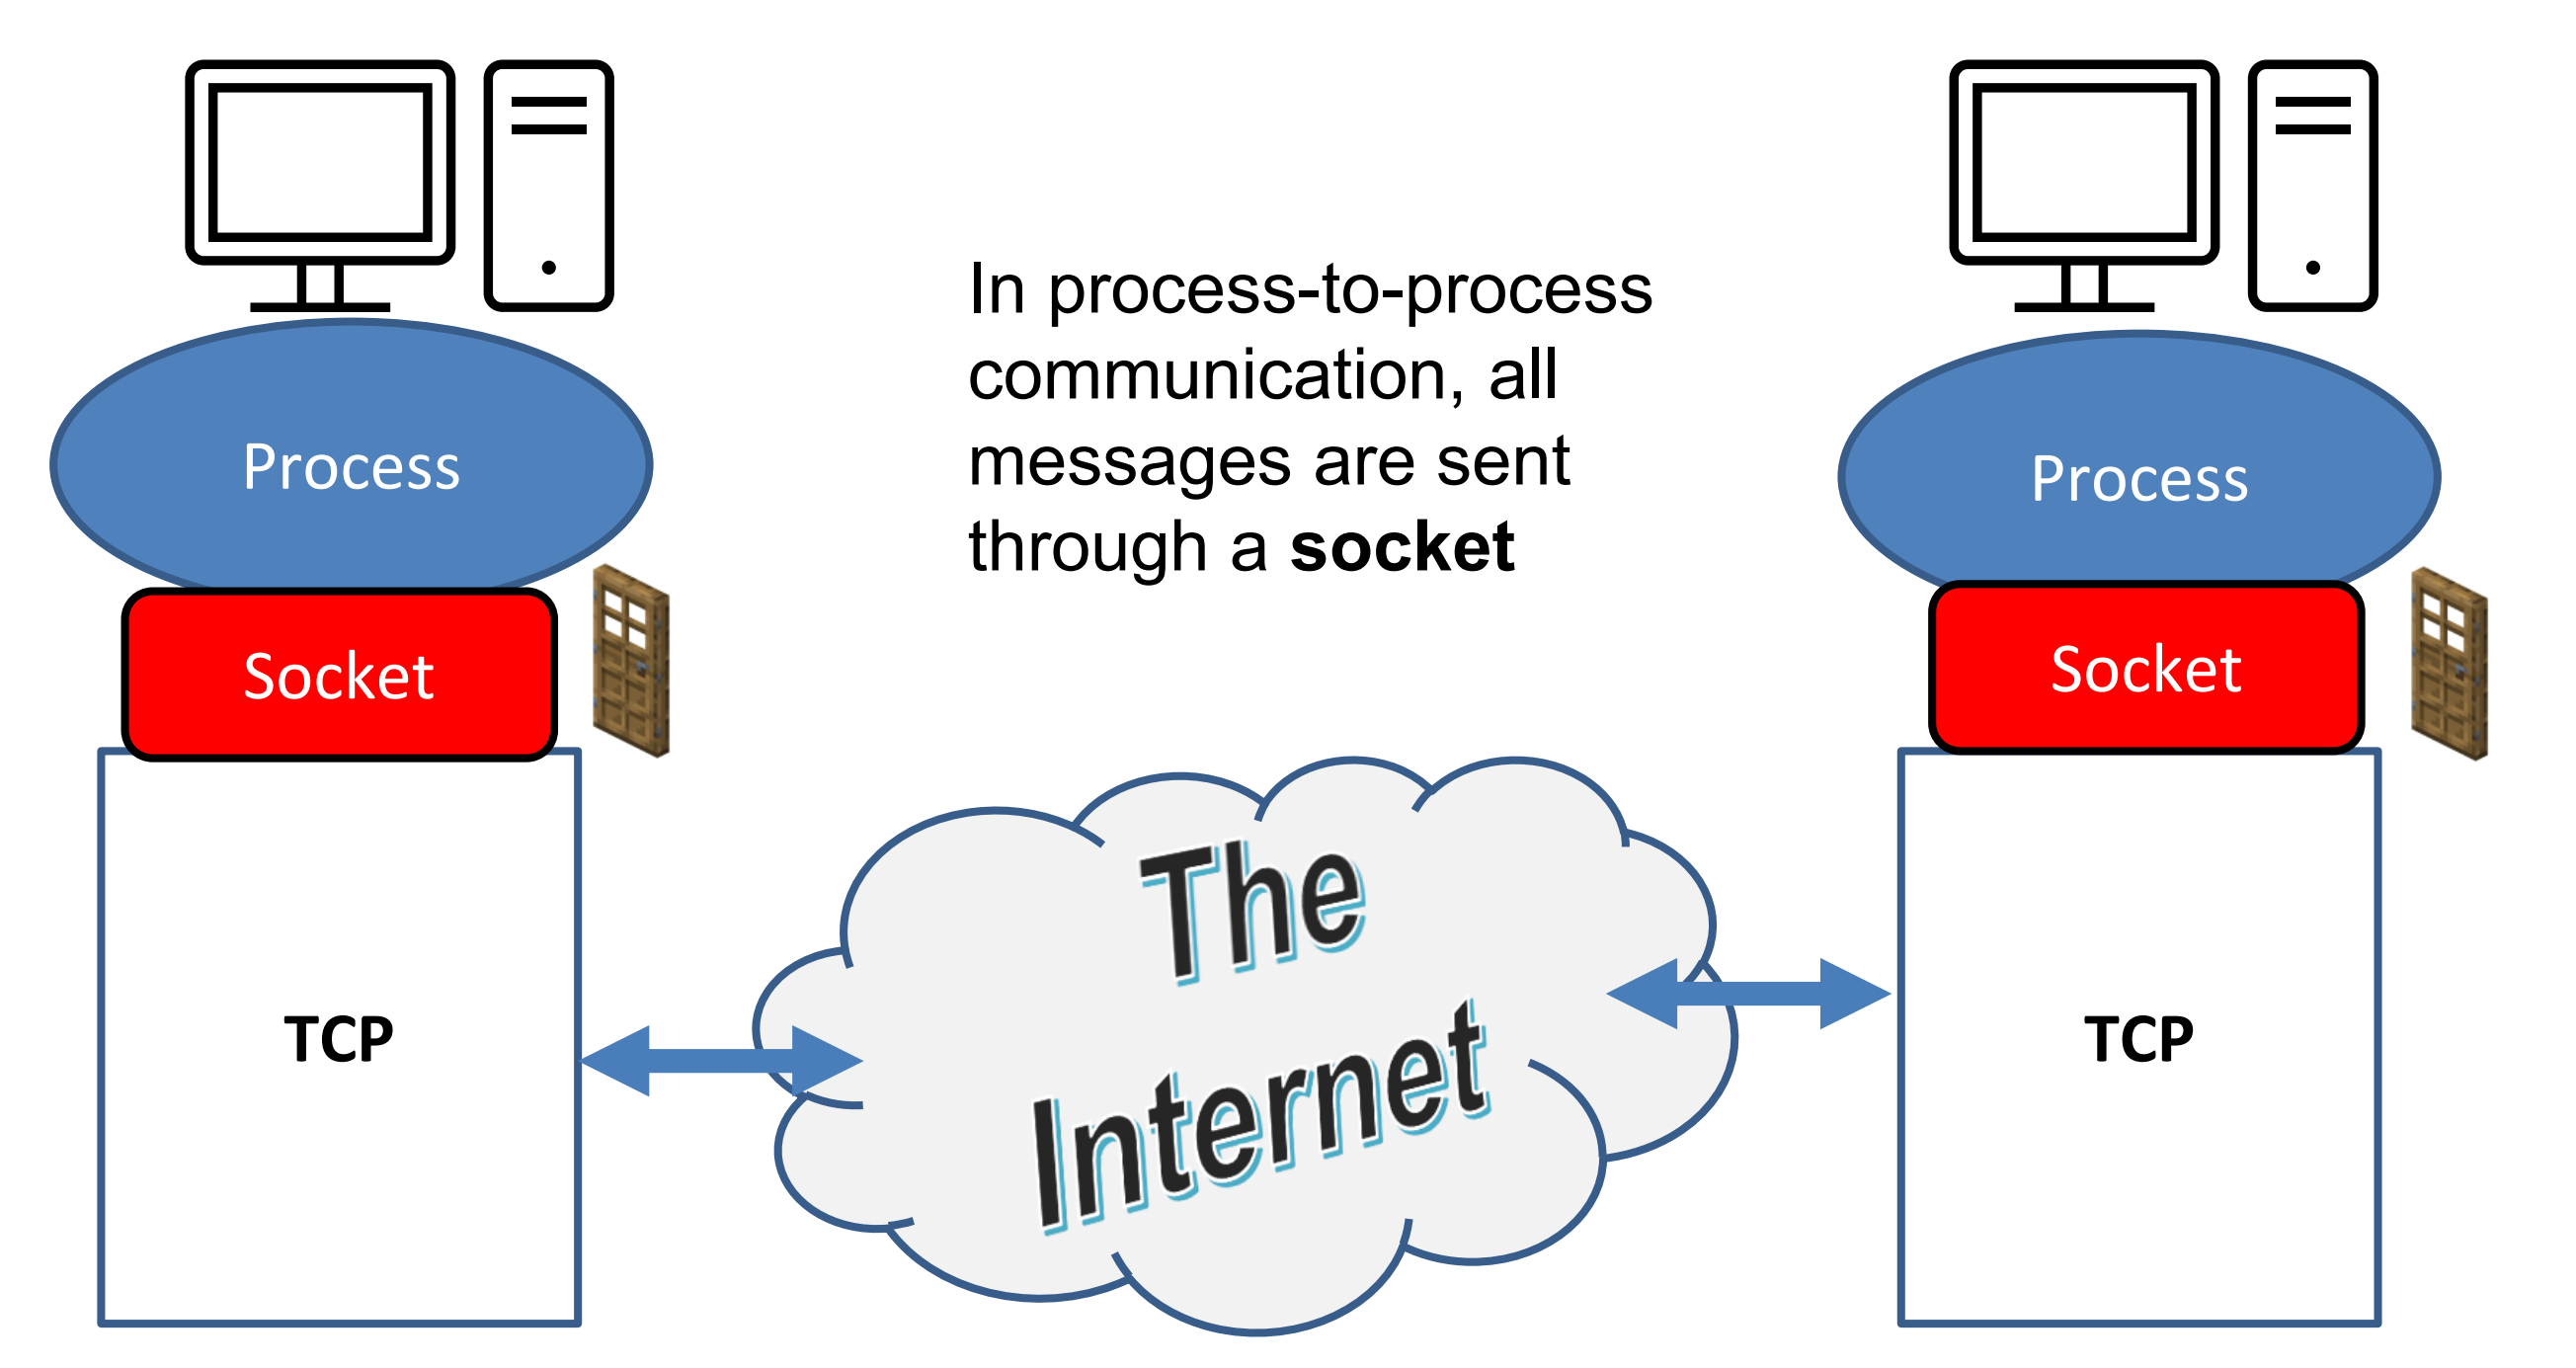 In process-to-process
communication, all
messages are sent
through a socket
Process
Socket
TCP
The
Internet
Process
Socket
TCP